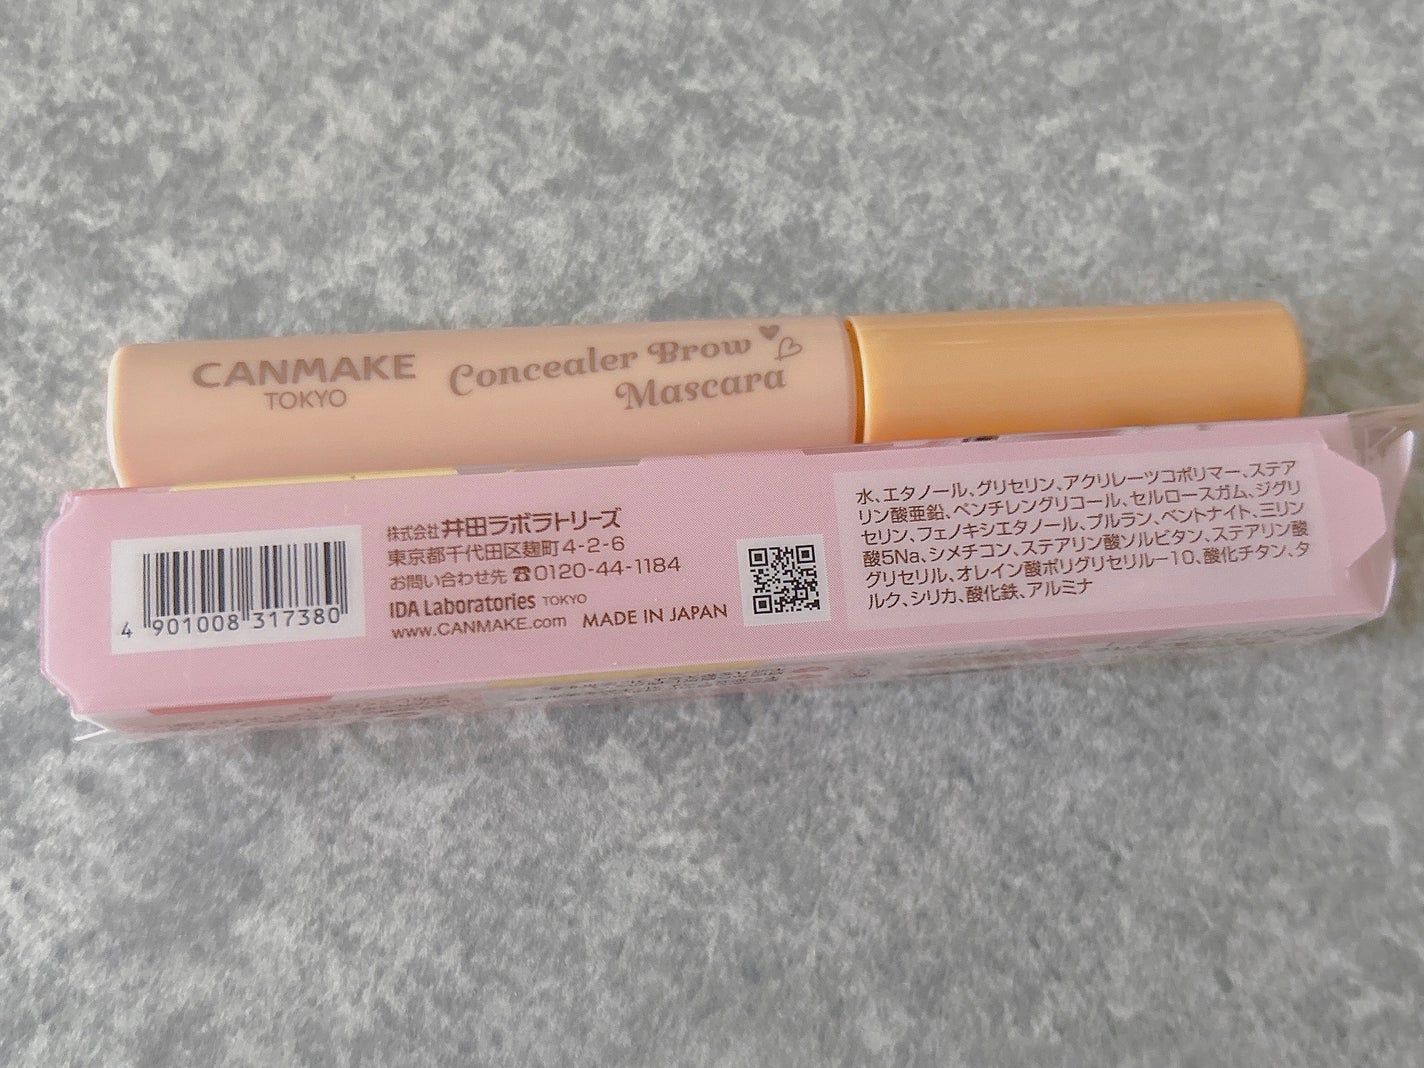 CANMAKE
TOKYO
Concealer Brow
Mascara
4 901008 317380
株式会社 井田ラボラトリーズ
東京都千代田区麹町4-2-6
お問い合わせ先 ☎0120-44-1184
IDA Laboratories TOKYO
www.CANMAKE.com MADE IN JAPAN
水、エタノール、グリセリン、アクリレーツコポリマー、ステア
リン酸亜鉛、ペンチレングリコール、セルロースガム、ジグリ
セリン、フェノキシエタノール、プルラン、ベントナイト、ミリン
酸5Na、シメチコン、ステアリン酸ソルビタン、ステアリン酸
グリセリル、オレイン酸ポリグリセリル-10、酸化チタン、タ
ルク、シリカ、酸化鉄、アルミナ